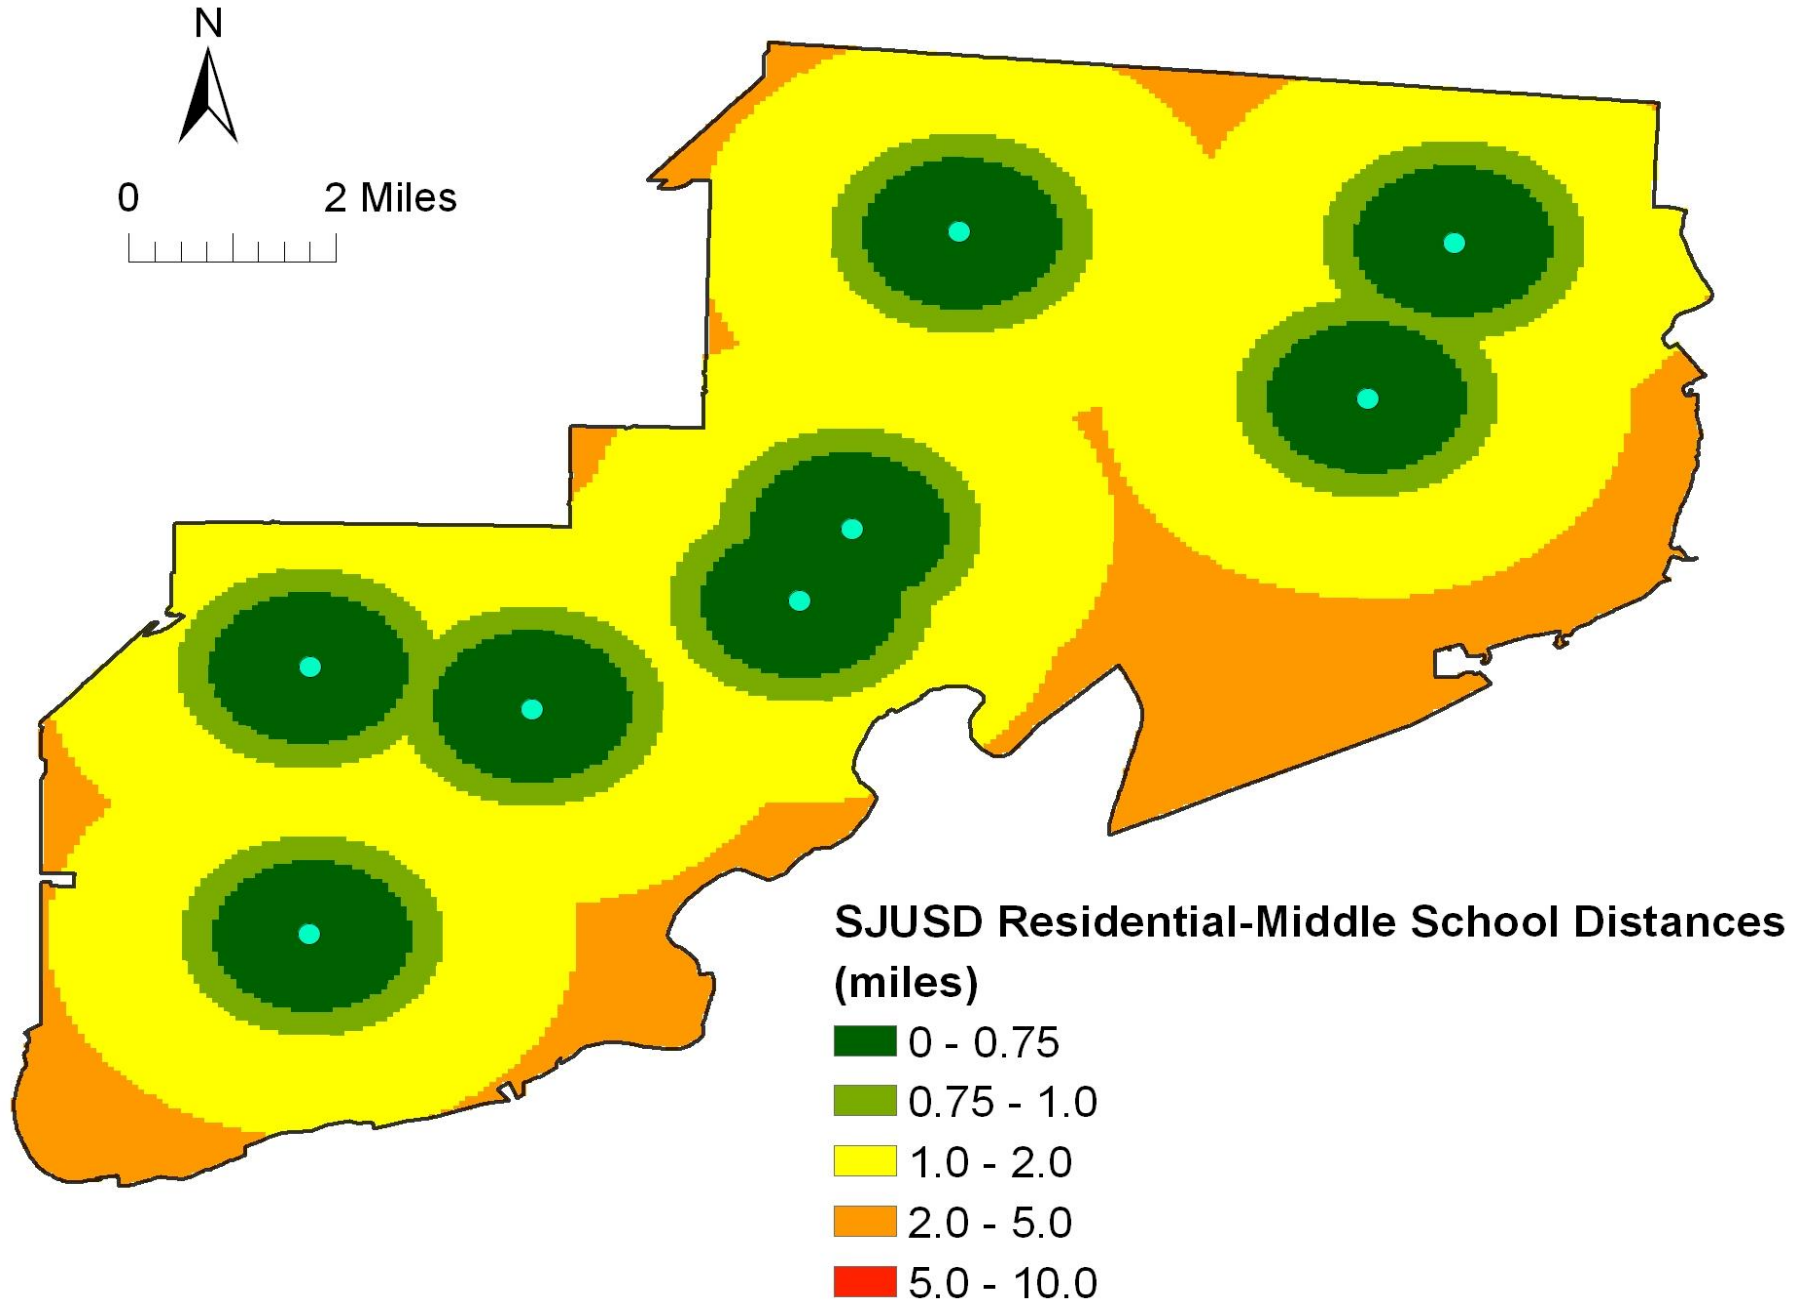 N
0 2 Miles
SJUSD Residential-Middle School Distances
(miles)
0 - 0.75
0.75 - 1.0
1.0 - 2.0
2.0 - 5.0
5.0 - 10.0